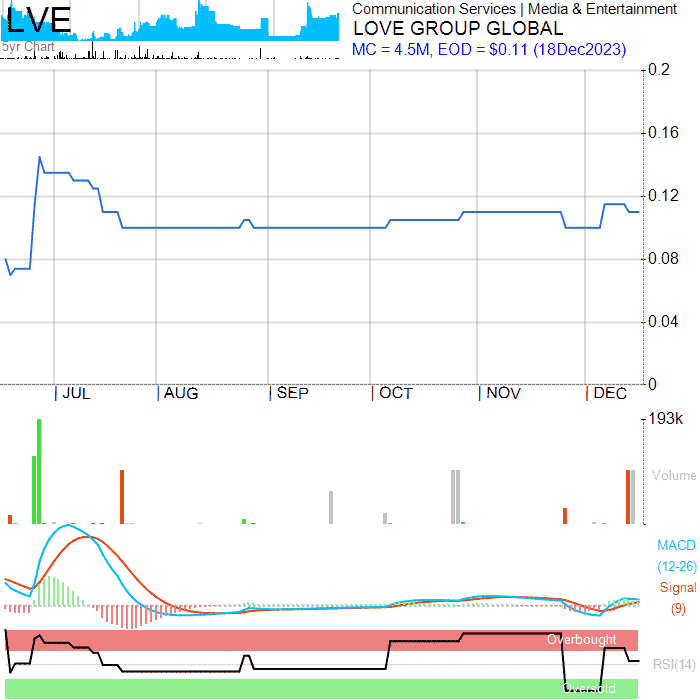 LVE
5yr Chart
Communication Services | Media & Entertainment
LOVE GROUP GLOBAL
MC = 4.5M, EOD = $0.11 (18Dec2023)
0.2
0.16
0.12
0.08
0.04
0
JUL AUG SEP OCT NOV DEC
193k
Volume
MACD
(12-26)
Signal
(9)
Overbought
RSI(14)
Oversold